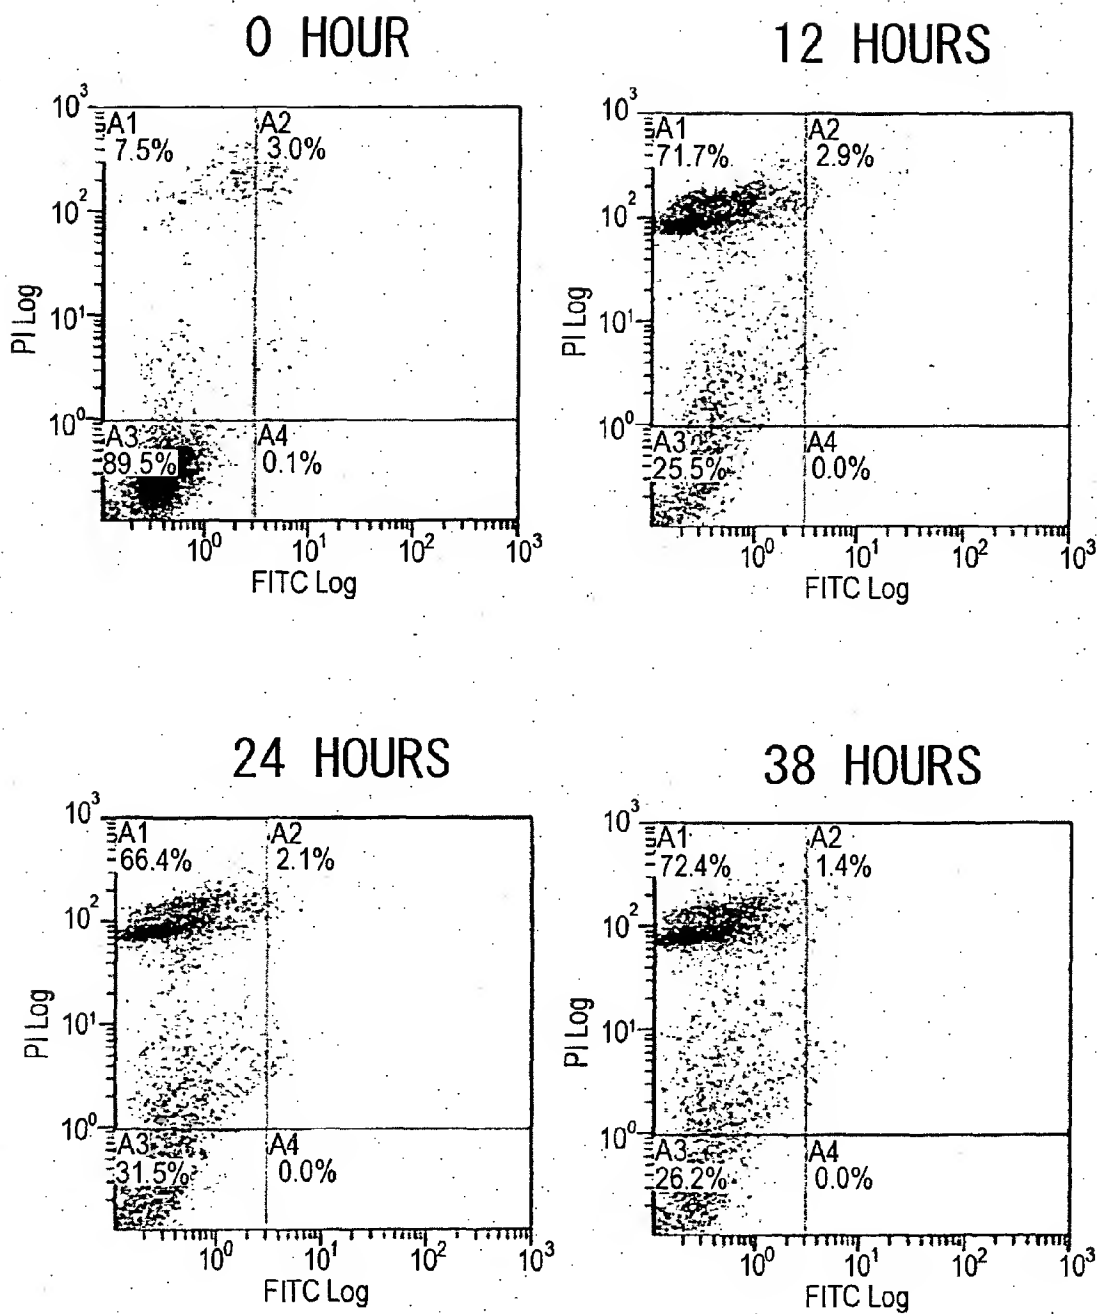 0 HOUR
10³
A1
7.5%
A2
3.0%
10²
10¹
10⁰
PI Log
A3
89.5%
A4
0.1%
10⁰ 10¹ 10² 10³
FITC Log
12 HOURS
10³
A1
71.7%
A2
2.9%
10²
10¹
10⁰
PI Log
A3
25.5%
A4
0.0%
10⁰ 10¹ 10² 10³
FITC Log
24 HOURS
10³
A1
66.4%
A2
2.1%
10²
10¹
10⁰
PI Log
A3
31.5%
A4
0.0%
10⁰ 10¹ 10² 10³
FITC Log
38 HOURS
10³
A1
72.4%
A2
1.4%
10²
10¹
10⁰
PI Log
A3
26.2%
A4
0.0%
10⁰ 10¹ 10² 10³
FITC Log